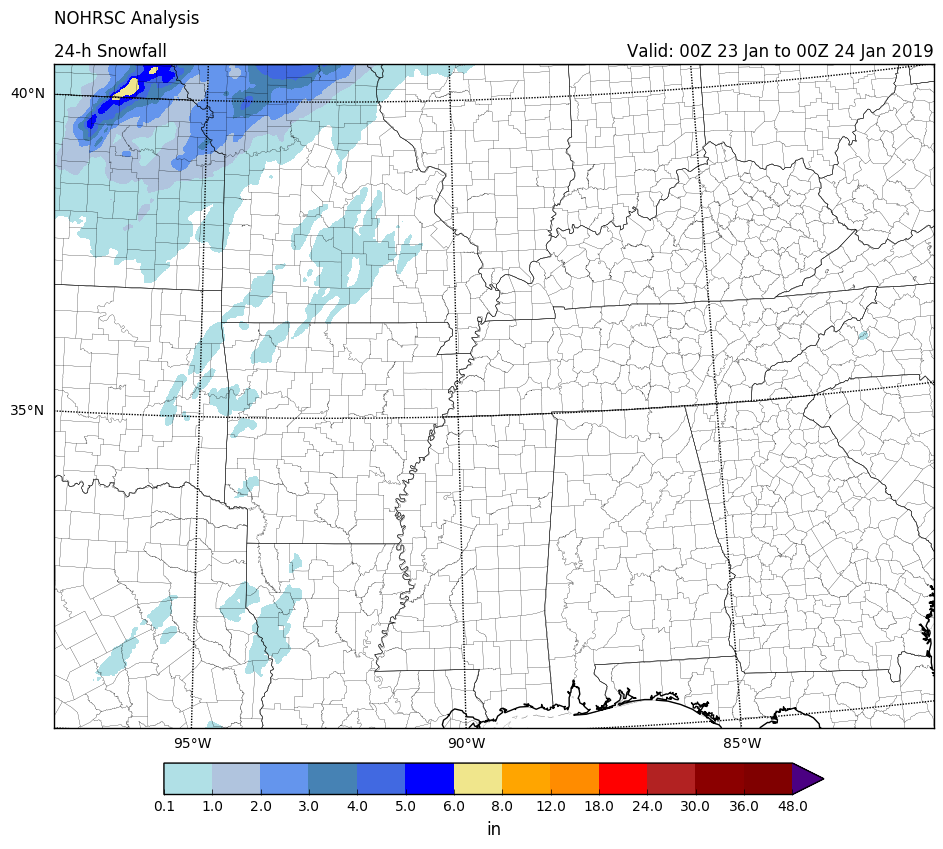 NOHRSC Analysis
24-h Snowfall Valid: 00Z 23 Jan to 00Z 24 Jan 2019
40°N
35°N
95°W 90°W 85°W
0.1 1.0 2.0 3.0 4.0 5.0 6.0 8.0 12.0 18.0 24.0 30.0 36.0 48.0
in